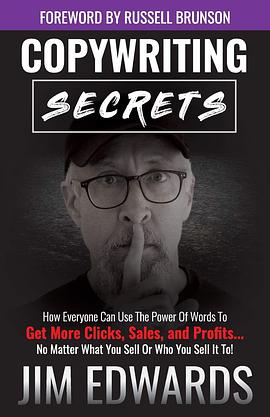 FOREWORD BY RUSSELL BRUNSON
COPYWRITING
SECRETS
How Everyone Can Use The Power Of Words To
Get More Clicks, Sales, and Profits...
No Matter What You Sell Or Who You Sell It To!
JIM EDWARDS